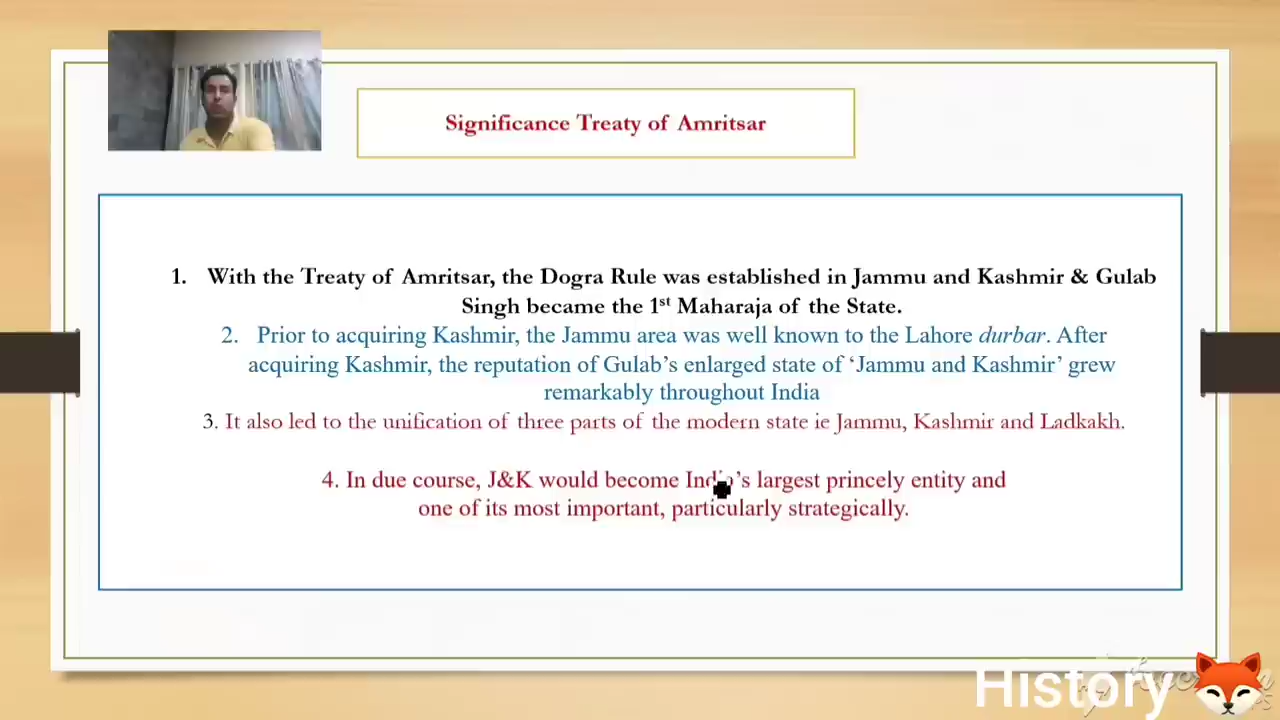 Significance Treaty of Amritsar
1. With the Treaty of Amritsar, the Dogra Rule was established in Jammu and Kashmir & Gulab
Singh became the 1st Maharaja of the State.
2. Prior to acquiring Kashmir, the Jammu area was well known to the Lahore durbar. After
acquiring Kashmir, the reputation of Gulab’s enlarged state of ‘Jammu and Kashmir’ grew
remarkably throughout India
3. It also led to the unification of three parts of the modern state ie Jammu, Kashmir and Ladkakh.
4. In due course, J&K would become India’s largest princely entity and
one of its most important, particularly strategically.
History